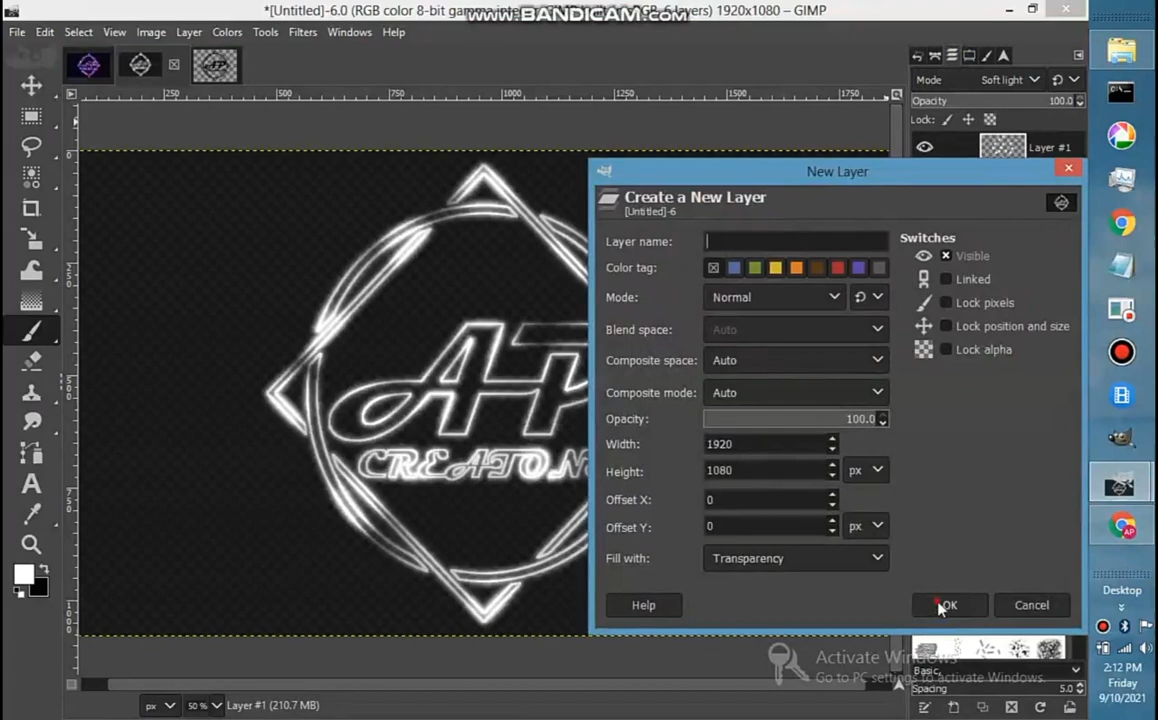 *[Untitled]-6.0 (RGB color 8-bit gamma
6 layers) 1920x1080 – GIMP
www.BANDICAM.com
File Edit Select View Image Layer Colors Tools Filters Windows Help
Mode Soft light
Opacity 100.0
Lock:
250 500 750 1000 1250 1500 1750
Layer #1
New Layer
Create a New Layer
[Untitled]-6
Layer name:
Switches
Visible
Color tag:
Linked
Mode: Normal
Lock pixels
Blend space: Auto
Lock position and size
Composite space: Auto
Lock alpha
Composite mode: Auto
Opacity: 100.0
Width: 1920
Height: 1080 px
Offset X: 0
Offset Y: 0 px
Fill with: Transparency
Help OK Cancel
AP
Activate Windows
Go to PC settings to activate Windows.
Basic,
Spacing 5.0
px 50 % Layer #1 (210.7 MB)
Desktop
2:12 PM
Friday
9/10/2021